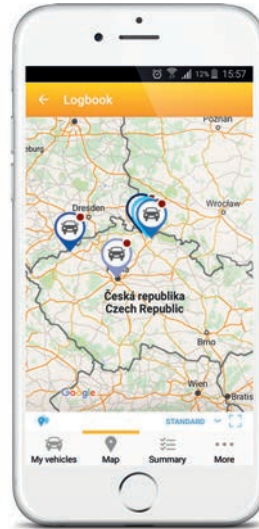 12% 15:57
Logbook
Poznań
Dresden
Wrocław
Česká republika
Czech Republic
Brno
Wien
Google
STANDARD
My vehicles
Map
Summary
More